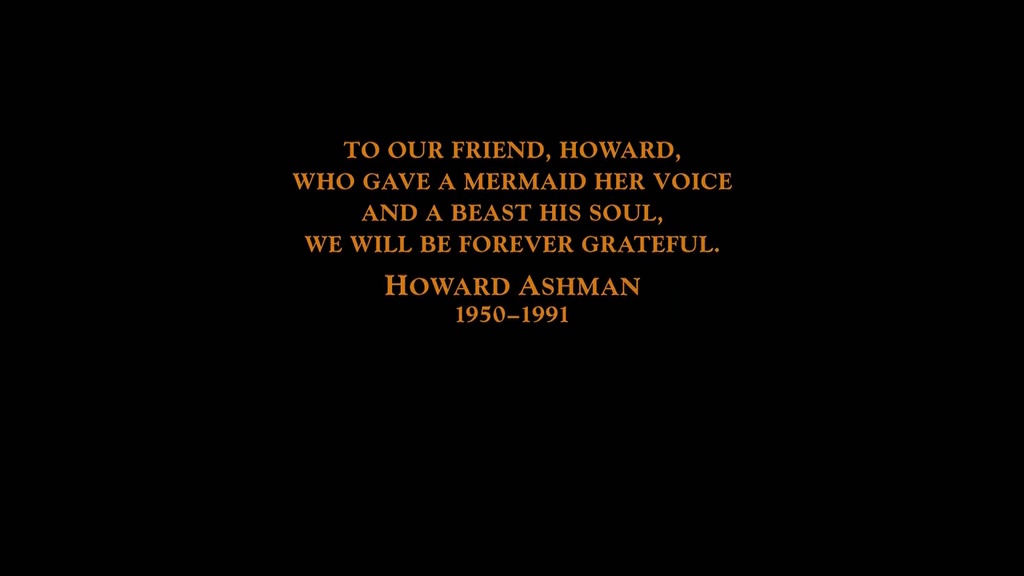 TO OUR FRIEND, HOWARD,
WHO GAVE A MERMAID HER VOICE
AND A BEAST HIS SOUL,
WE WILL BE FOREVER GRATEFUL.
HOWARD ASHMAN
1950–1991